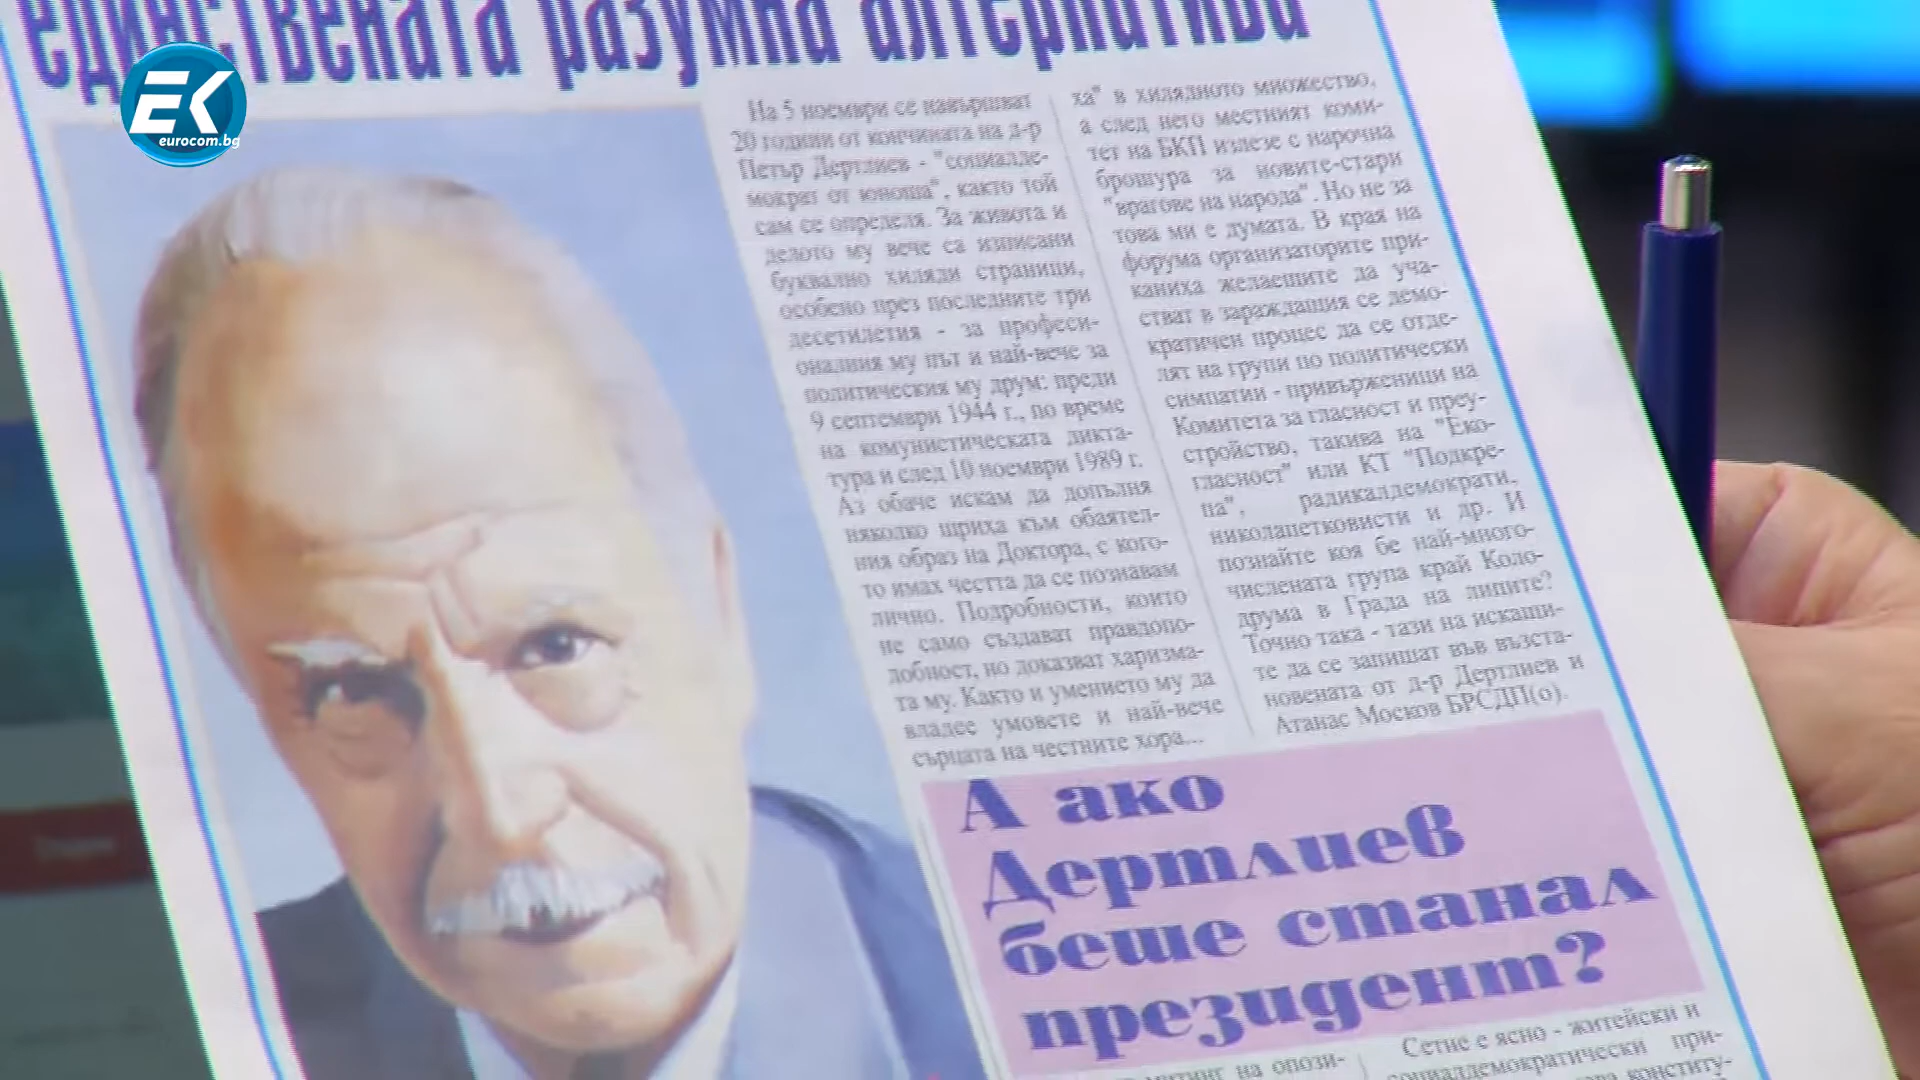 единствената разумна алтернатива
EK
eurocom.bg
На 5 ноември се навършват
20 години от кончината на д-р
Петър Дертлиев - "социалде-
мократ от юноша", както той
сам се определя. За живота и
делото му вече са изписани
буквално хиляди страници,
особено през последните три
десетилетия - за професи-
оналния му път и най-вече за
политическия му друм: преди
9 септември 1944 г., по време
на комунистическата дикта-
тура и след 10 ноември 1989 г.
Аз обаче искам да допълня
няколко щриха към обаятел-
ния образ на Доктора, с кого-
то имах честта да се познавам
лично. Подробности, които
не само създават правдопо-
добност, но доказват харизма-
та му. Както и умението му да
владее умовете и най-вече
сърцата на честните хора...
ха" в хилядното множество,
а след него местният коми-
тет на БКП излезе с нарочна
брошура за новите-стари
"врагове на народа". Но не за
това ми е думата. В края на
форума организаторите при-
каниха желаещите да уча-
стват в зараждащия се демо-
кратичен процес да се отде-
лят на групи по политически
симпатии - привърженици на
Комитета за гласност и преу-
стройство, такива на "Еко-
гласност" или КТ "Подкре-
па", радикалдемократи,
николапетковисти и др. И
познайте коя бе най-много-
числената група край Коло-
друма в Града на липите?
Точно така - тази на искащи-
те да се запишат във възста-
новената от д-р Дертлиев и
Атанас Москов БРСДП(о).
А ако
Дертлиев
беше станал
президент?
митинг на опози-
Сетне е ясно - житейски и
социалдемократически при-
конститу-